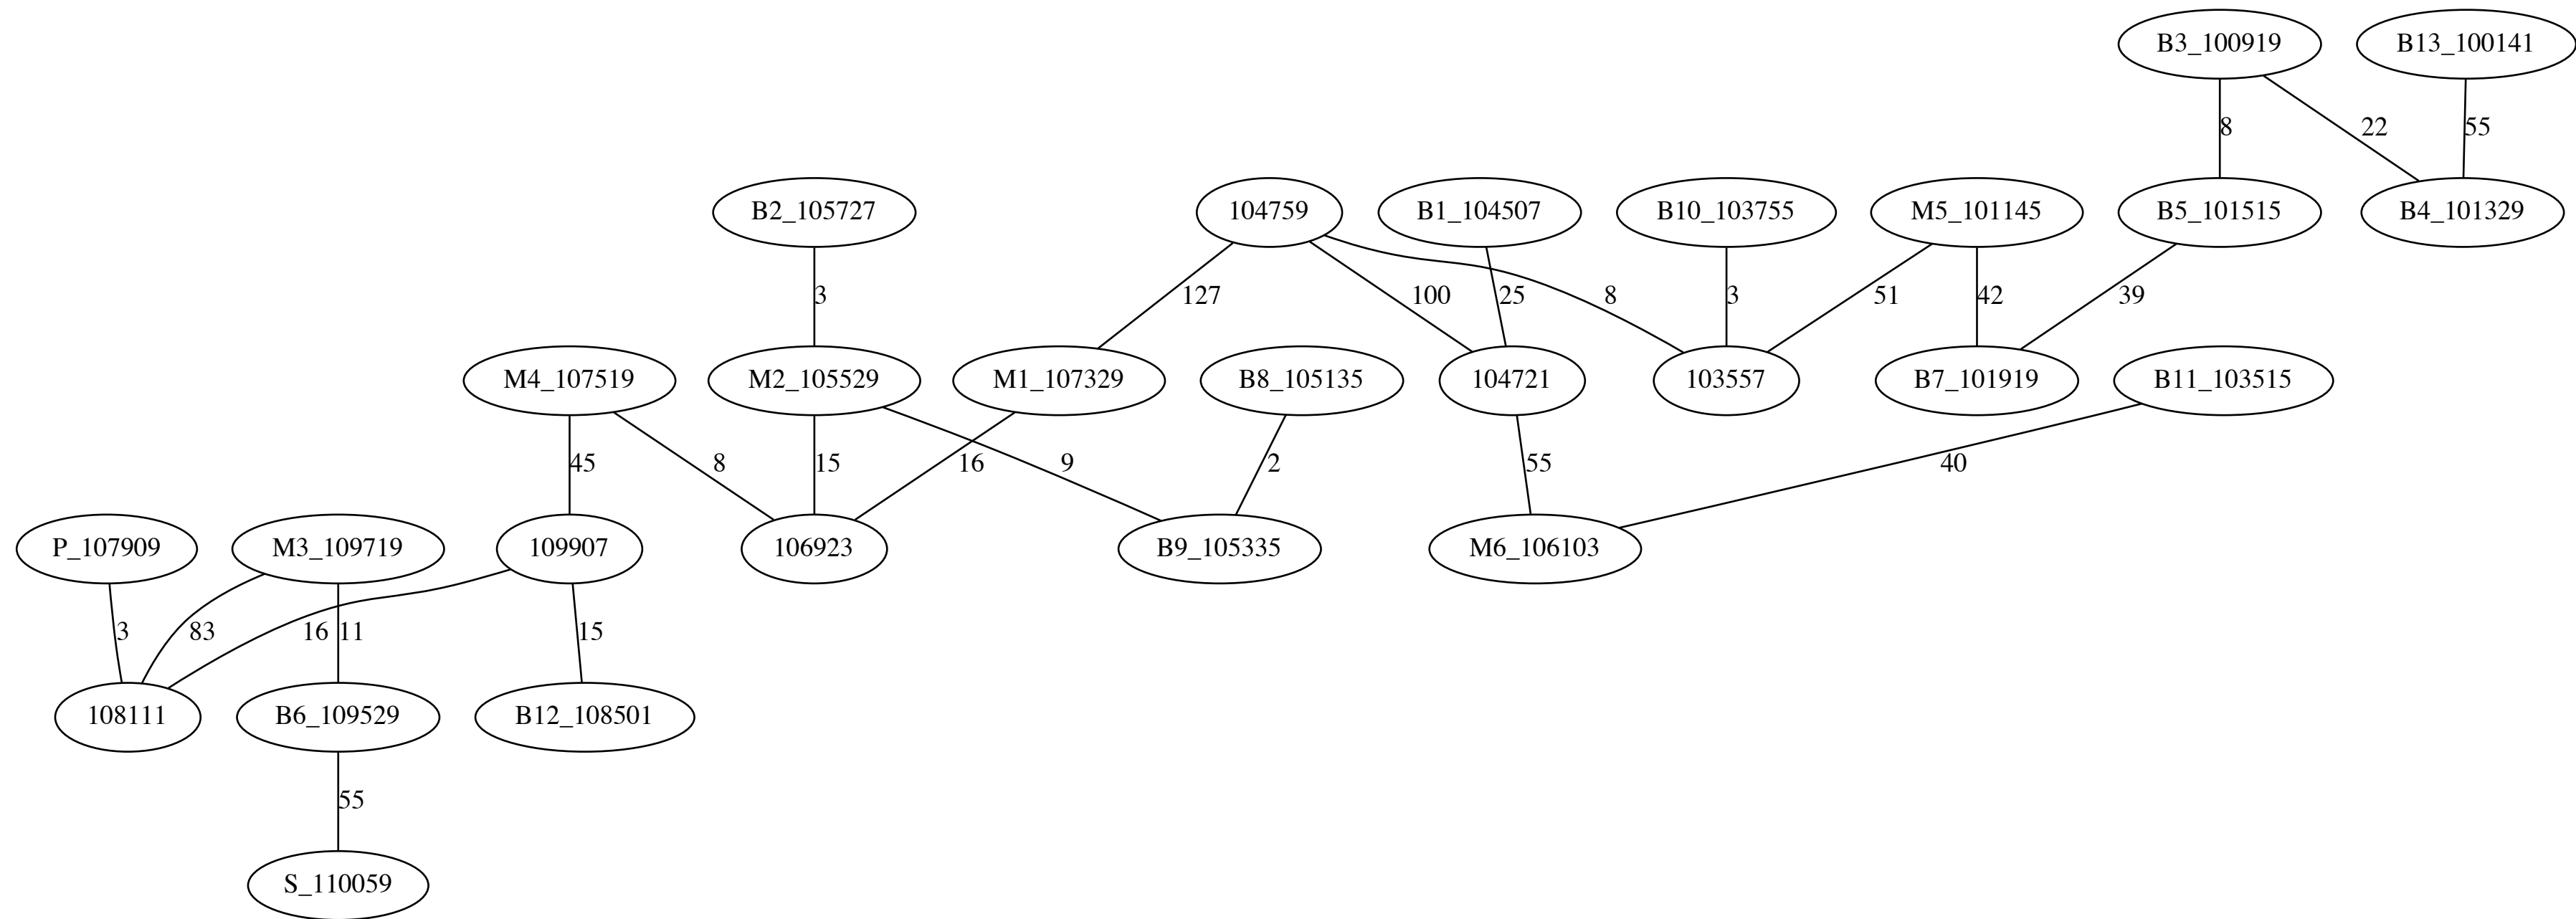 B3_100919 B13_100141
8 22 55
B2_105727 104759 B1_104507 B10_103755 M5_101145 B5_101515 B4_101329
3 127 100 25 8 3 51 42 39
M4_107519 M2_105529 M1_107329 B8_105135 104721 103557 B7_101919 B11_103515
45 8 15 16 9 2 55 40
P_107909 M3_109719 109907 106923 B9_105335 M6_106103
3 83 16 11 15
108111 B6_109529 B12_108501
55
S_110059